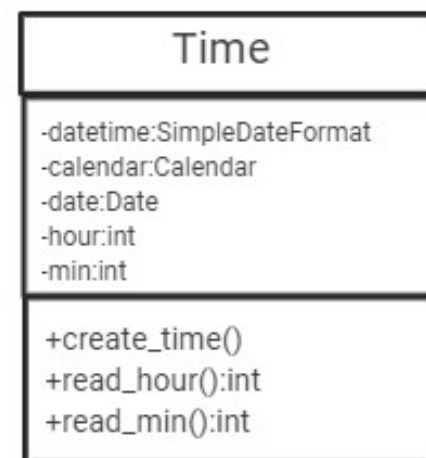 Time
-datetime:SimpleDateFormat
-calendar:Calendar
-date:Date
-hour:int
-min:int
+create_time()
+read_hour():int
+read_min():int